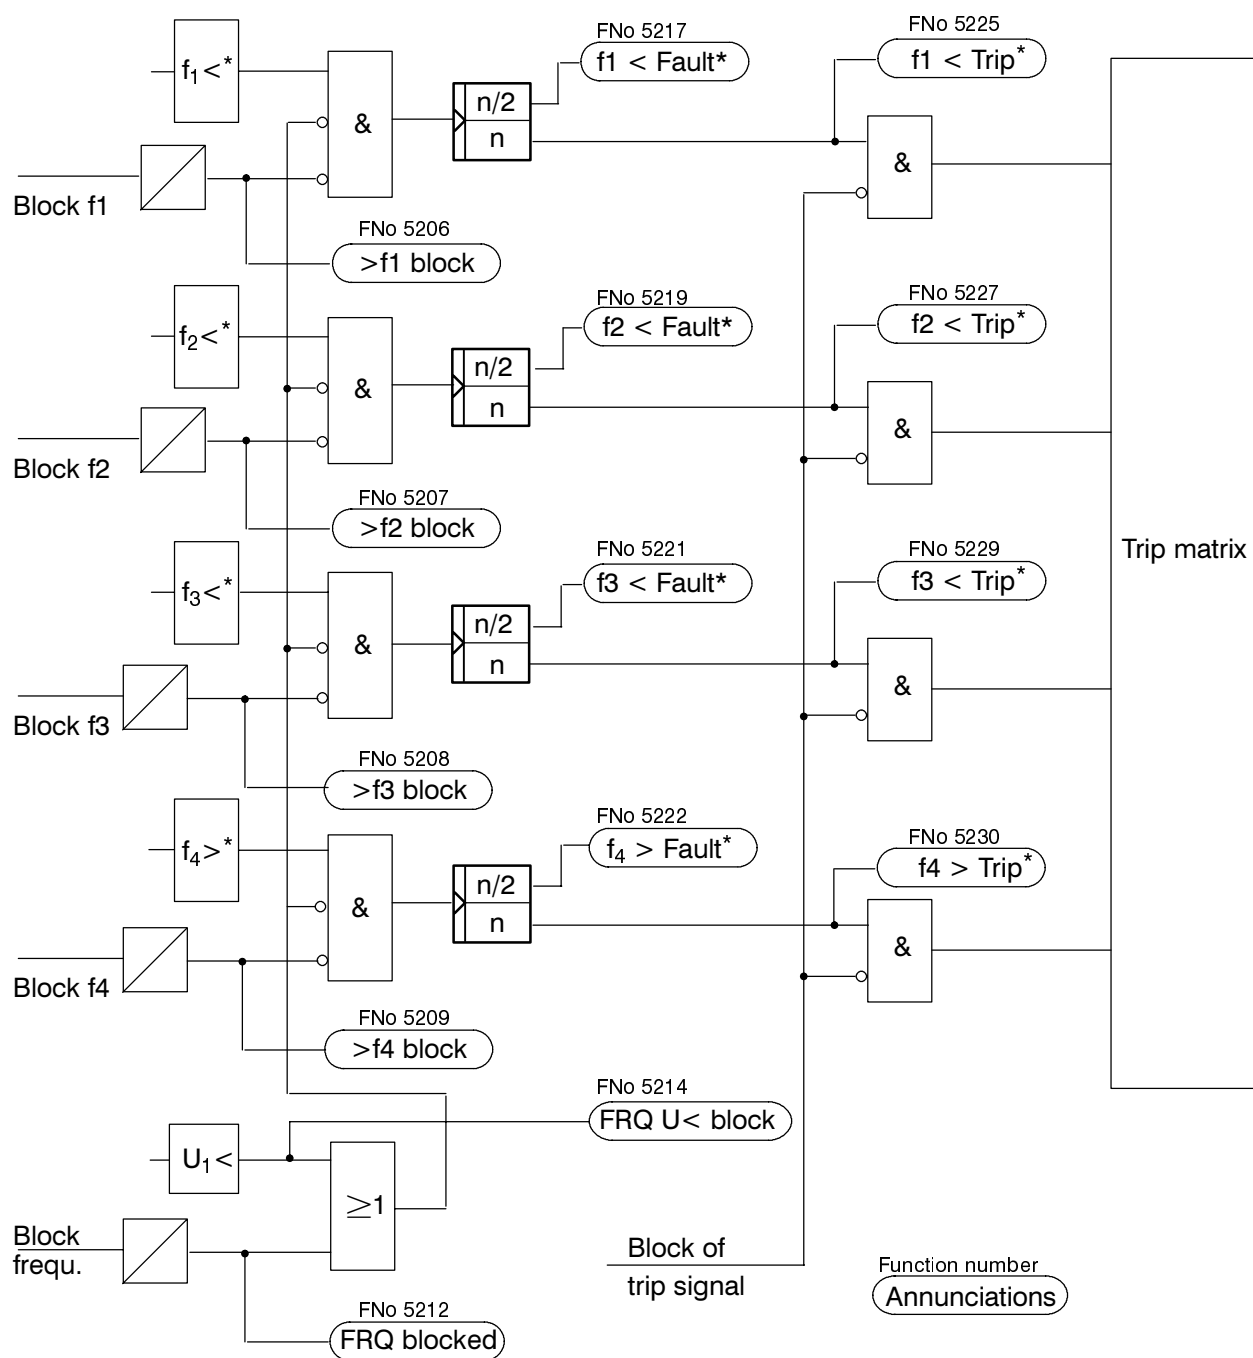 FNo 5217
FNo 5225
f1 < Fault*
f1 < Trip*
f1<*
&
n/2
n
&
Block f1
FNo 5206
>f1 block
FNo 5219
FNo 5227
f2 < Fault*
f2 < Trip*
f2<*
&
n/2
n
&
Block f2
FNo 5207
>f2 block
FNo 5221
FNo 5229
Trip matrix
f3 < Fault*
f3 < Trip*
f3<*
&
n/2
n
&
Block f3
FNo 5208
>f3 block
FNo 5222
FNo 5230
f4 > Fault*
f4 > Trip*
f4>*
&
n/2
n
&
Block f4
FNo 5209
>f4 block
FNo 5214
FRQ U< block
U1<
≥1
Block
frequ.
Block of
trip signal
Function number
Annunciations
FNo 5212
FRQ blocked